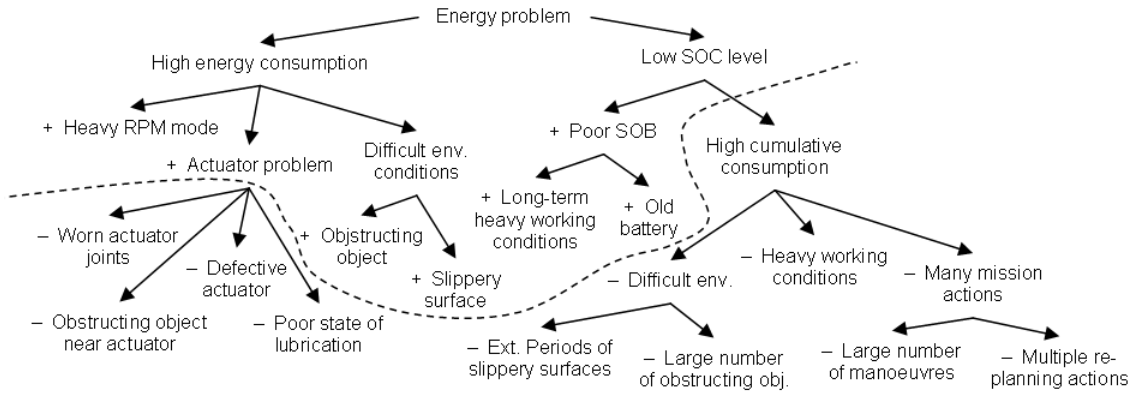 Energy problem
High energy consumption
Low SOC level
+ Heavy RPM mode
+ Actuator problem
Difficult env.
conditions
+ Poor SOB
High cumulative
consumption
– Worn actuator
joints
– Defective
actuator
– Obstructing object
near actuator
– Poor state of
lubrication
+ Objstructing
object
+ Slippery
surface
+ Long-term
heavy working
conditions
+ Old
battery
– Difficult env.
– Heavy working
conditions
– Many mission
actions
– Ext. Periods of
slippery surfaces
– Large number
of obstructing obj.
– Large number
of manoeuvres
– Multiple re-
planning actions